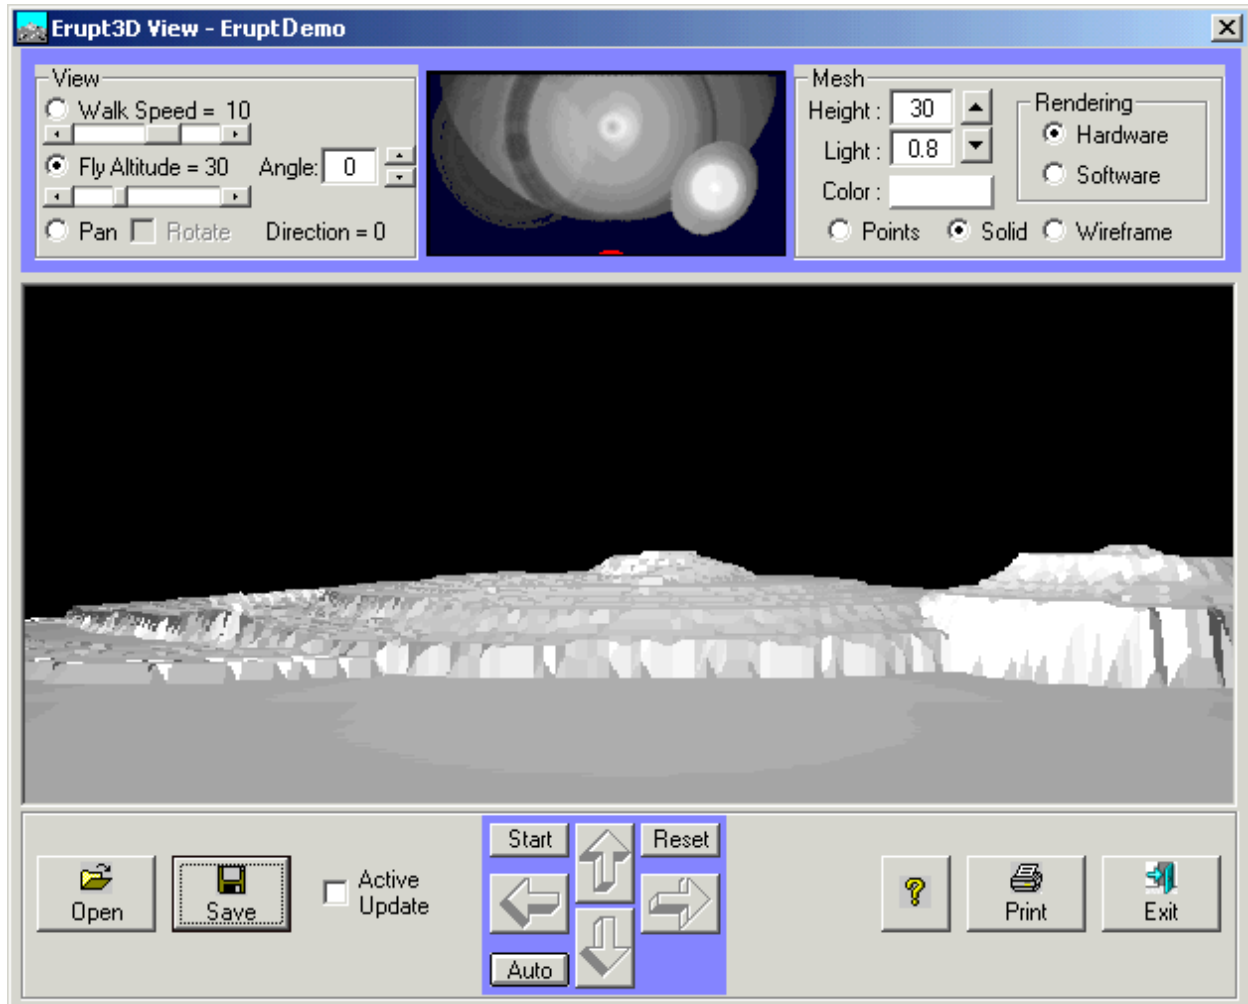 Erupt3D View - EruptDemo
View
Walk Speed = 10
Fly Altitude = 30 Angle: 0
Pan Rotate Direction = 0
Mesh
Height : 30
Light : 0.8
Color :
Rendering
Hardware
Software
Points Solid Wireframe
Open
Save
Active
Update
Start
Reset
Auto
?
Print
Exit